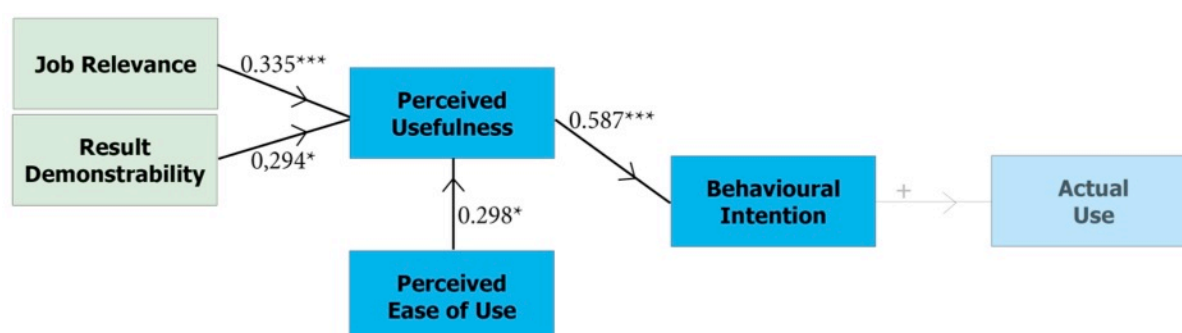 Job Relevance
0.335***
Result
Demonstrability
0,294*
Perceived
Usefulness
0.587***
0.298*
Perceived
Ease of Use
Behavioural
Intention
+
Actual
Use